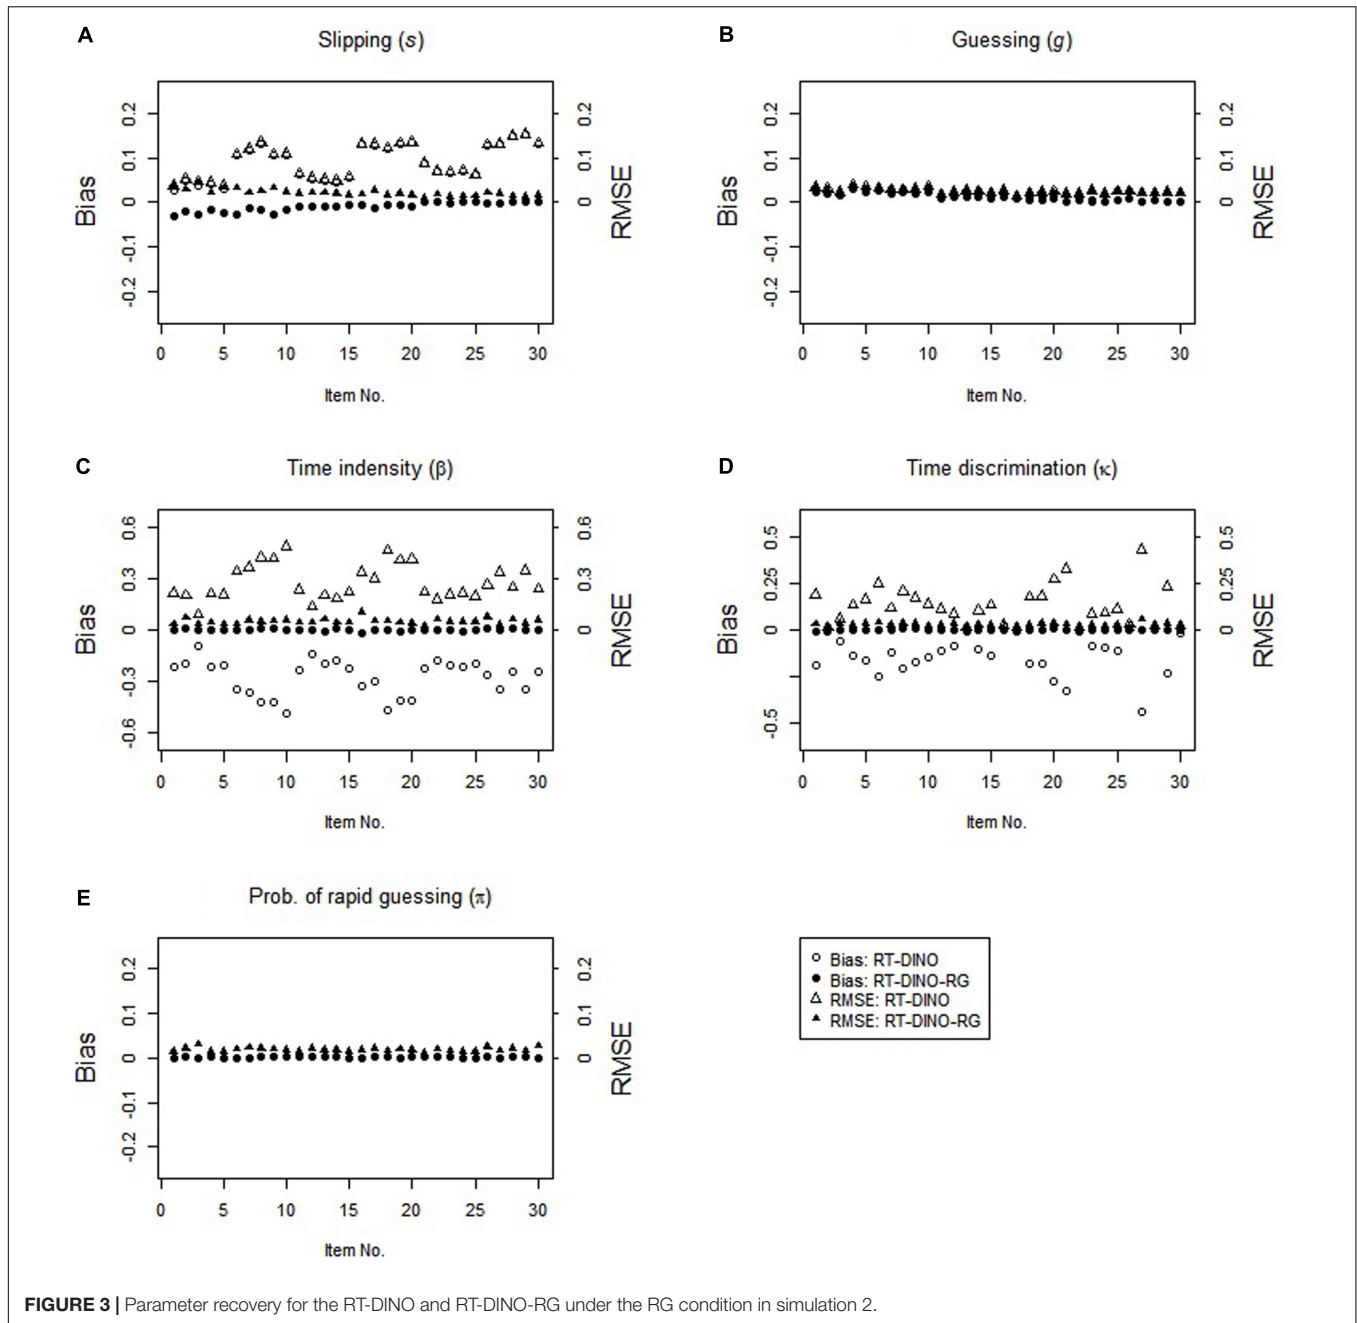 A
Slipping (s)
Bias
RMSE
0.2
0.1
0
-0.1
-0.2
0.2
0.1
0
0 5 10 15 20 25 30
Item No.
B
Guessing (g)
Bias
RMSE
0.2
0.1
0
-0.1
-0.2
0.2
0.1
0
0 5 10 15 20 25 30
Item No.
C
Time indensity (β)
Bias
RMSE
0.6
0.3
0
-0.3
-0.6
0.6
0.3
0
0 5 10 15 20 25 30
Item No.
D
Time discrimination (κ)
Bias
RMSE
0.5
0.25
0
-0.5
0.5
0.25
0
0 5 10 15 20 25 30
Item No.
E
Prob. of rapid guessing (π)
Bias
RMSE
0.2
0.1
0
-0.1
-0.2
0.2
0.1
0
0 5 10 15 20 25 30
Item No.
Bias: RT-DINO
Bias: RT-DINO-RG
RMSE: RT-DINO
RMSE: RT-DINO-RG
FIGURE 3 | Parameter recovery for the RT-DINO and RT-DINO-RG under the RG condition in simulation 2.